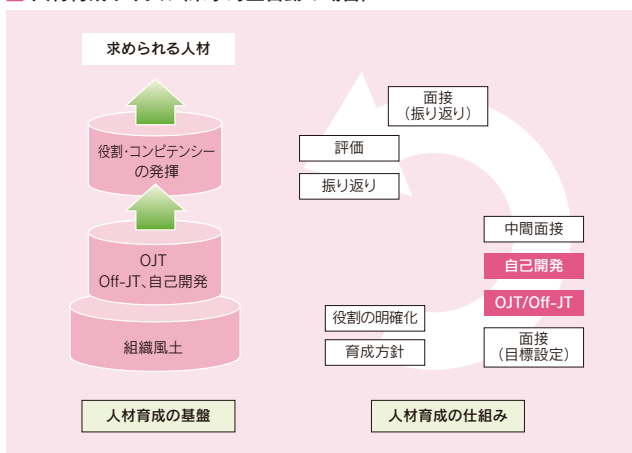 求められる人材
役割・コンピテンシー
の発揮
OJT
Off-JT、自己開発
組織風土
人材育成の基盤
面接
（振り返り）
評価
振り返り
中間面接
自己開発
OJT/Off-JT
面接
（目標設定）
役割の明確化
育成方針
人材育成の仕組み